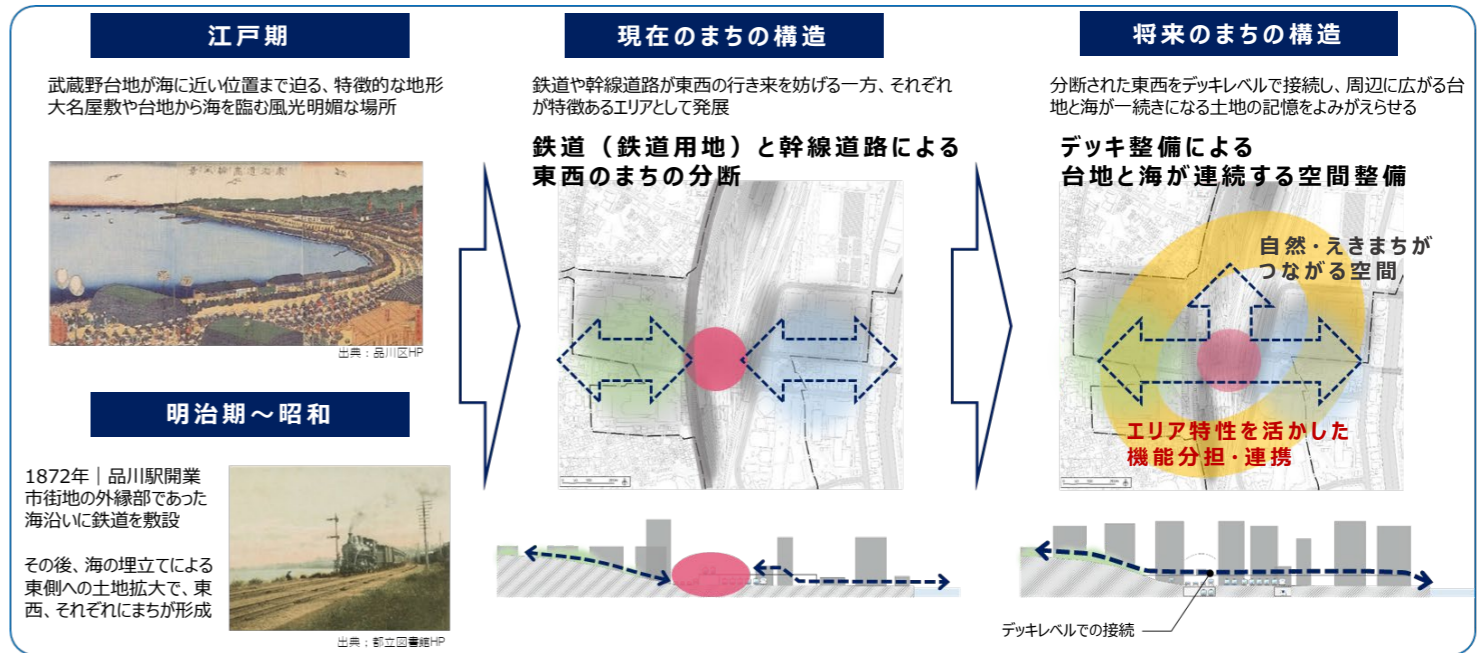 江戸期
武蔵野台地が海に近い位置まで迫る、特徴的な地形
大名屋敷や台地から海を臨む風光明媚な場所
出典：品川区HP
明治期～昭和
1872年｜品川駅開業
市街地の外縁部であった
海沿いに鉄道を敷設
その後、海の埋立てによる
東側への土地拡大で、東
西、それぞれにまちが形成
出典：都立図書館HP
現在のまちの構造
鉄道や幹線道路が東西の行き来を妨げる一方、それぞれ
が特徴あるエリアとして発展
鉄道（鉄道用地）と幹線道路による
東西のまちの分断
将来のまちの構造
分断された東西をデッキレベルで接続し、周辺に広がる台
地と海が一続きになる土地の記憶をよみがえらせる
デッキ整備による
台地と海が連続する空間整備
自然・えきまちが
つながる空間
エリア特性を活かした
機能分担・連携
デッキレベルでの接続